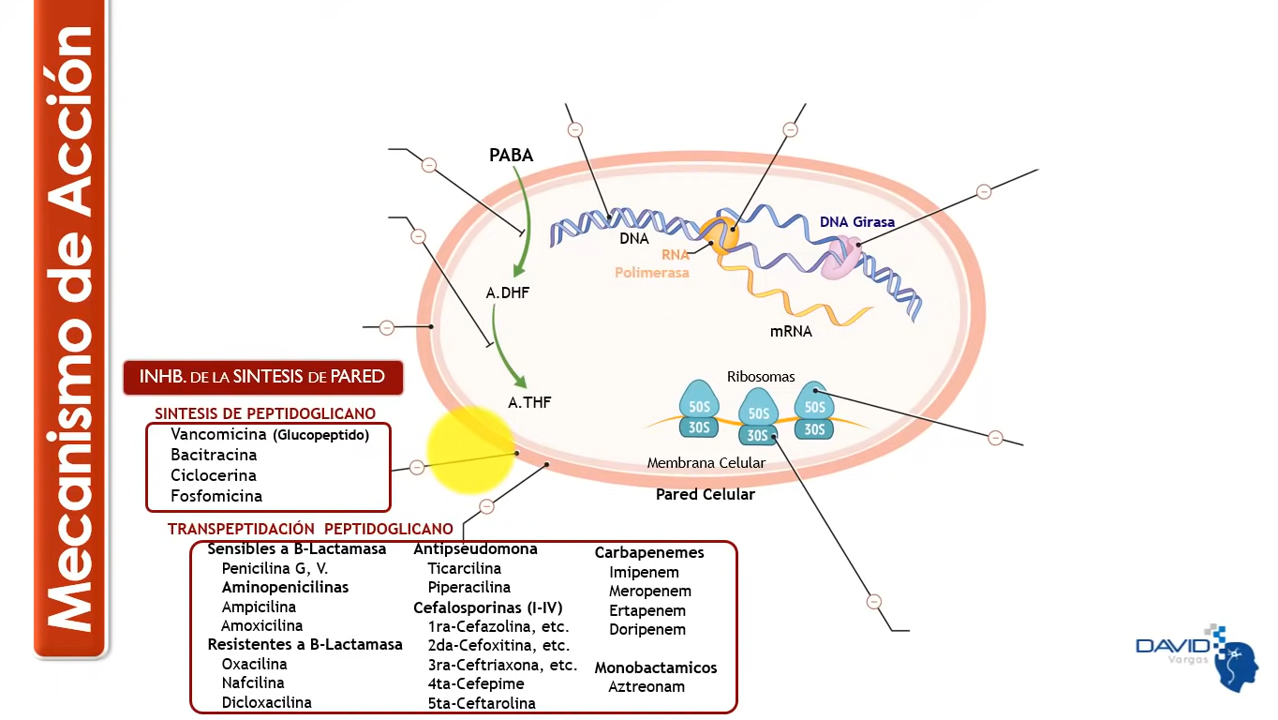 Mecanismo de Acción
PABA
DNA
DNA Girasa
RNA
Polimerasa
A.DHF
mRNA
A.THF
Ribosomas
50S
50S
50S
30S
30S
30S
Membrana Celular
Pared Celular
INHB. DE LA SINTESIS DE PARED
SINTESIS DE PEPTIDOGLICANO
Vancomicina (Glucopeptido)
Bacitracina
Ciclocerina
Fosfomicina
TRANSPEPTIDACIÓN PEPTIDOGLICANO
Sensibles a B-Lactamasa
Penicilina G, V.
Aminopenicilinas
Ampicilina
Amoxicilina
Resistentes a B-Lactamasa
Oxacilina
Nafcilina
Dicloxacilina
Antipseudomona
Ticarcilina
Piperacilina
Cefalosporinas (I-IV)
1ra-Cefazolina, etc.
2da-Cefoxitina, etc.
3ra-Ceftriaxona, etc.
4ta-Cefepime
5ta-Ceftarolina
Carbapenemes
Imipenem
Meropenem
Ertapenem
Doripenem
Monobactamicos
Aztreonam
DAVID
Vargas